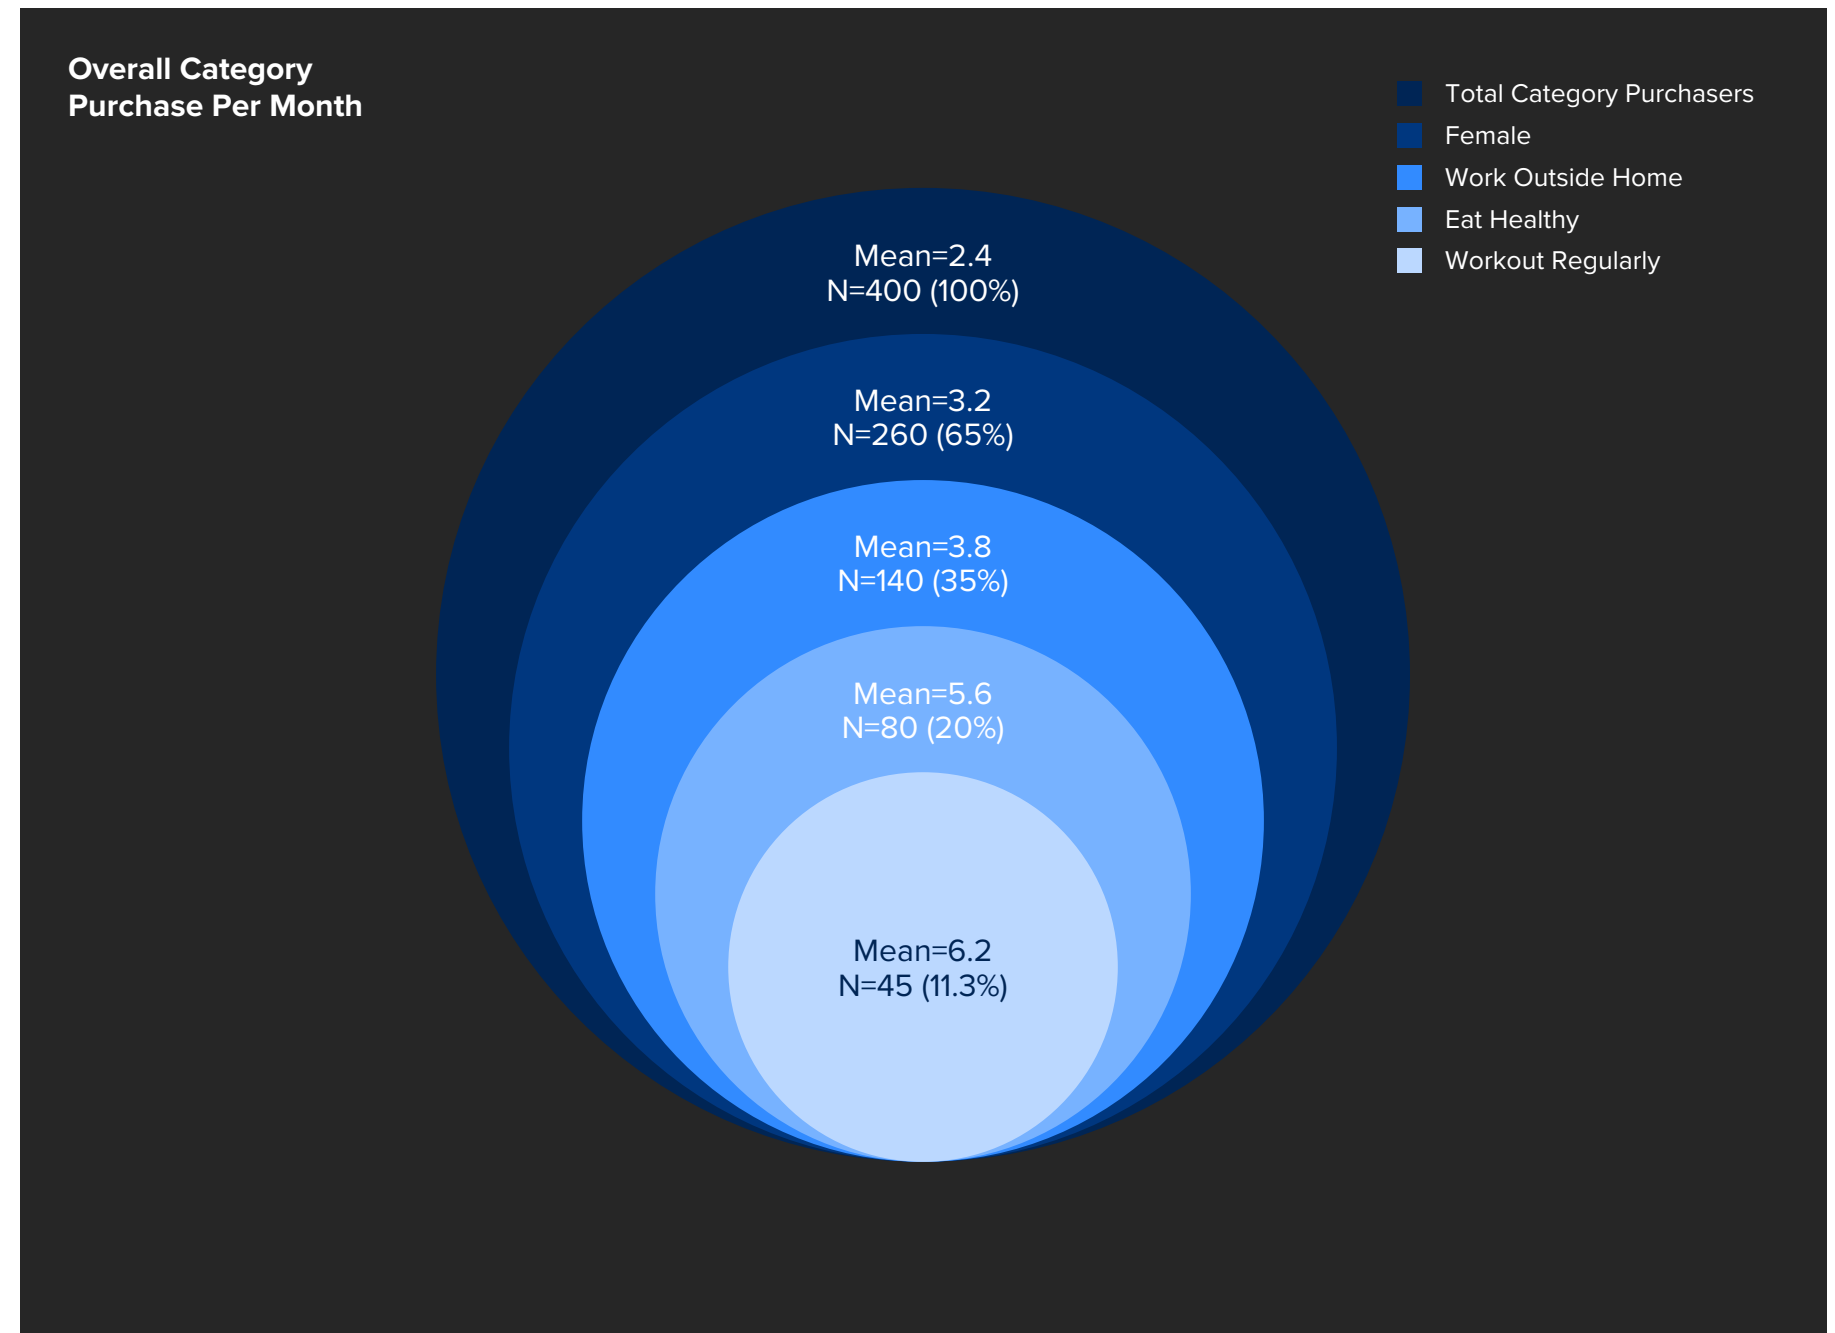 Overall Category
Purchase Per Month
Total Category Purchasers
Female
Work Outside Home
Eat Healthy
Workout Regularly
Mean=2.4
N=400 (100%)
Mean=3.2
N=260 (65%)
Mean=3.8
N=140 (35%)
Mean=5.6
N=80 (20%)
Mean=6.2
N=45 (11.3%)